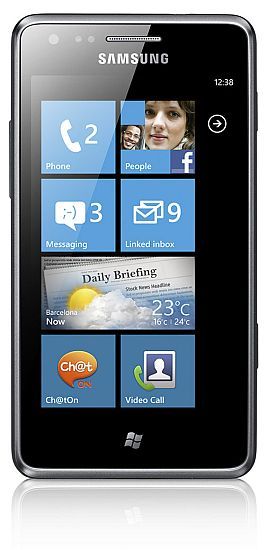 SAMSUNG
12:38
2
Phone
People
f
3
Messaging
9
Linked inbox
Daily Briefing
Stock News Headline
Barcelona
Now
23°C
16°c | 24°c
Ch@t
ON
Ch@tOn
Video Call